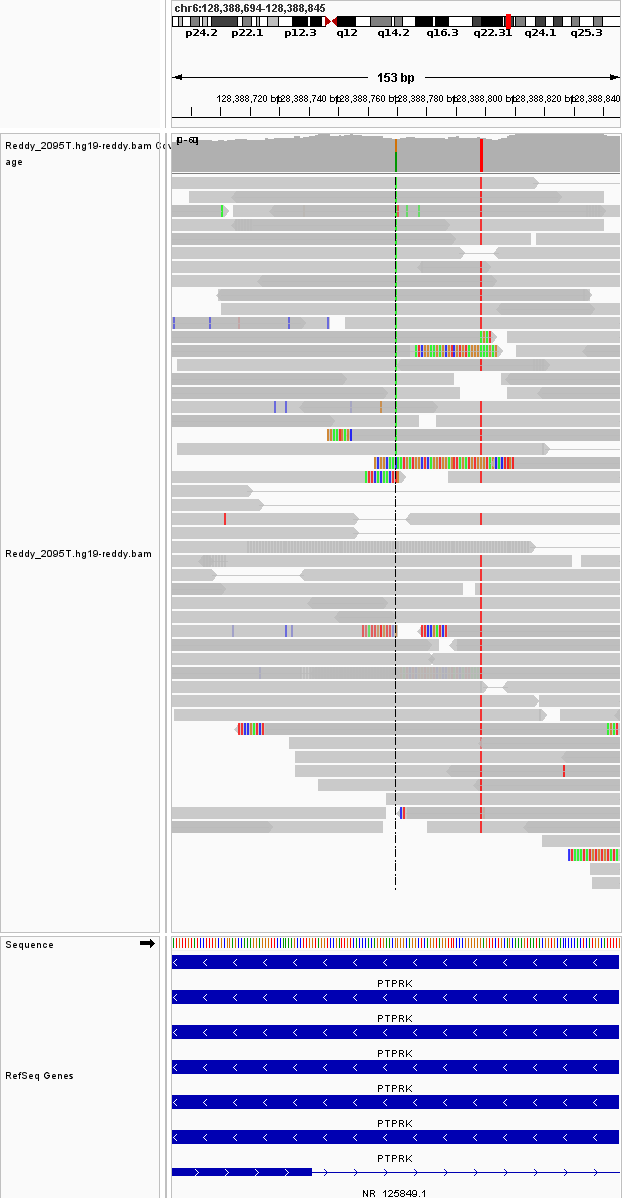 chr6:128,388,694-128,388,845
p24.2 p22.1 p12.3 q12 q14.2 q16.3 q22.31 q24.1 q25.3
153 bp
128,388,720 bp 128,388,740 bp 128,388,760 bp 128,388,780 bp 128,388,800 bp 128,388,820 bp 128,388,840
Reddy_2095T.hg19-reddy.bam Cov
age
Reddy_2095T.hg19-reddy.bam
Sequence
PTPRK
PTPRK
PTPRK
RefSeq Genes
PTPRK
PTPRK
PTPRK
NR_125849.1